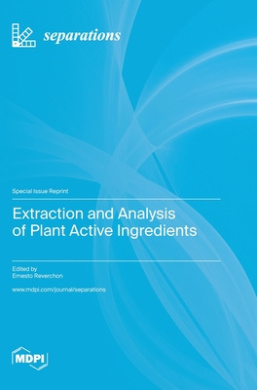 separations
Special Issue Reprint
Extraction and Analysis
of Plant Active Ingredients
Edited by
Ernesto Reverchon
www.mdpi.com/journal/separations
MDPI